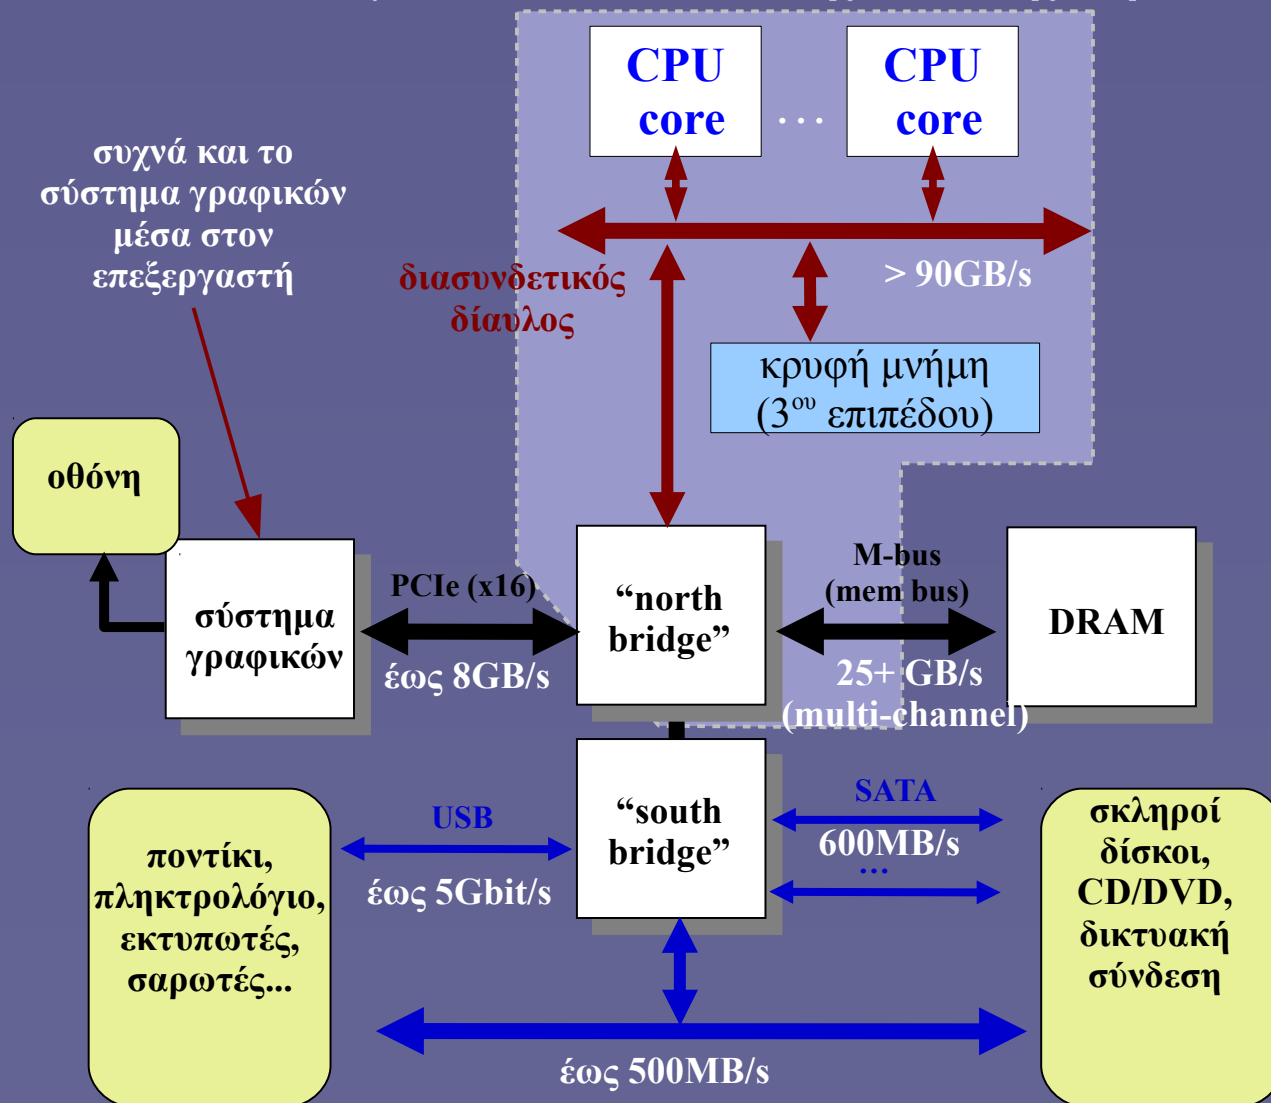 CPU
core
...
CPU
core
συχνά και το
σύστημα γραφικών
μέσα στον
επεξεργαστή
διασυνδετικός
δίαυλος
> 90GB/s
κρυφή μνήμη
(3ου επιπέδου)
οθόνη
σύστημα
γραφικών
PCIe (x16)
έως 8GB/s
“north
bridge”
M-bus
(mem bus)
25+ GB/s
(multi-channel)
DRAM
ποντίκι,
πληκτρολόγιο,
εκτυπωτές,
σαρωτές...
USB
έως 5Gbit/s
“south
bridge”
SATA
600MB/s
...
σκληροί
δίσκοι,
CD/DVD,
δικτυακή
σύνδεση
έως 500MB/s